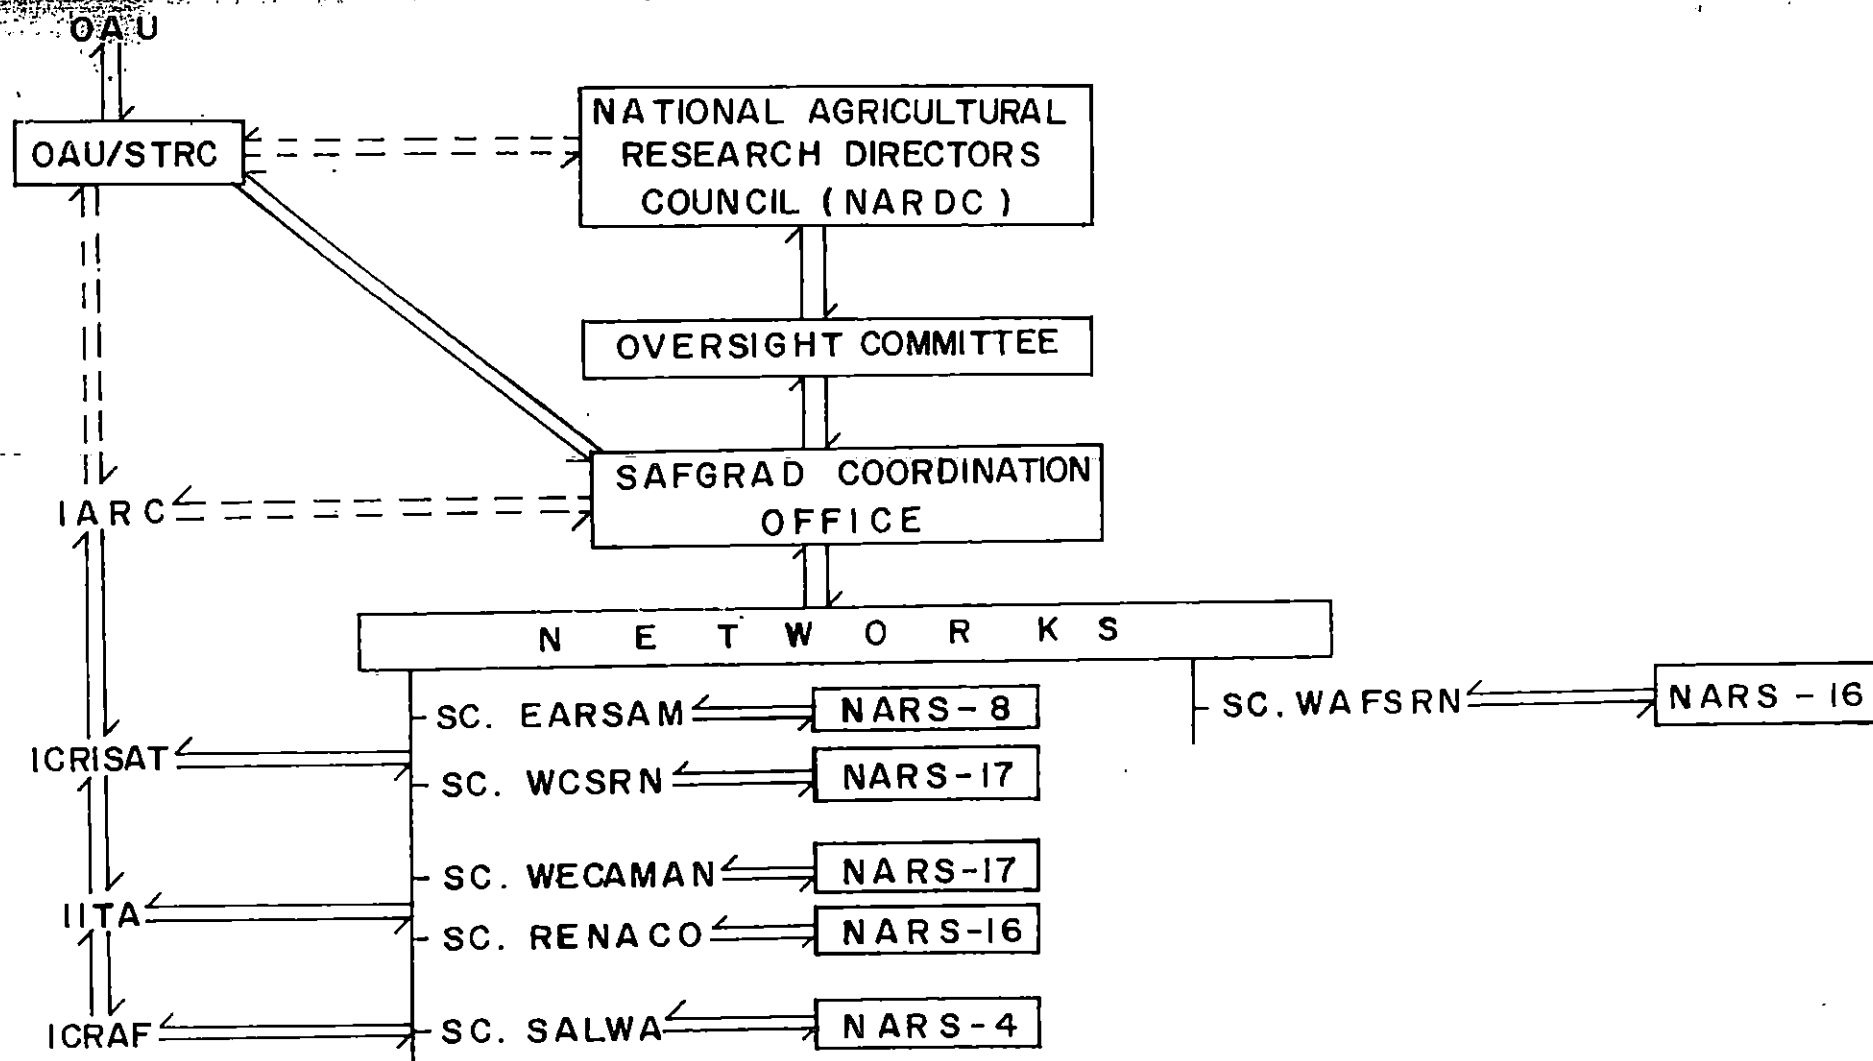 OAU
OAU/STRC
NATIONAL AGRICULTURAL
RESEARCH DIRECTORS
COUNCIL (NARDC)
OVERSIGHT COMMITTEE
SAFGRAD COORDINATION
OFFICE
IARC
NETWORKS
SC. EARSAM
NARS-8
SC. WAFSRN
NARS-16
ICRISAT
SC. WCSRN
NARS-17
SC. WECAMAN
NARS-17
IITA
SC. RENACO
NARS-16
ICRAF
SC. SALWA
NARS-4